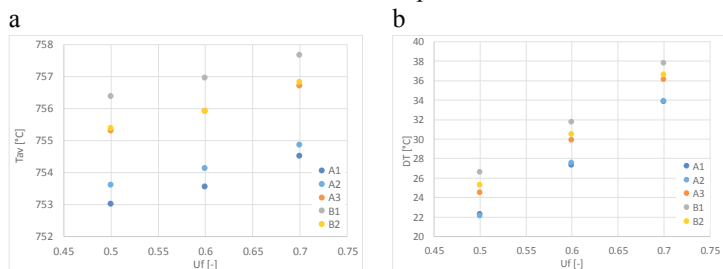 a
758
757
756
755
754
753
752
Tav [°C]
0.45 0.5 0.55 0.6 0.65 0.7 0.75
Uf [-]
A1
A2
A3
B1
B2
b
40
38
36
34
32
30
28
26
24
22
20
DT [°C]
0.45 0.5 0.55 0.6 0.65 0.7 0.75
Uf [-]
A1
A2
A3
B1
B2